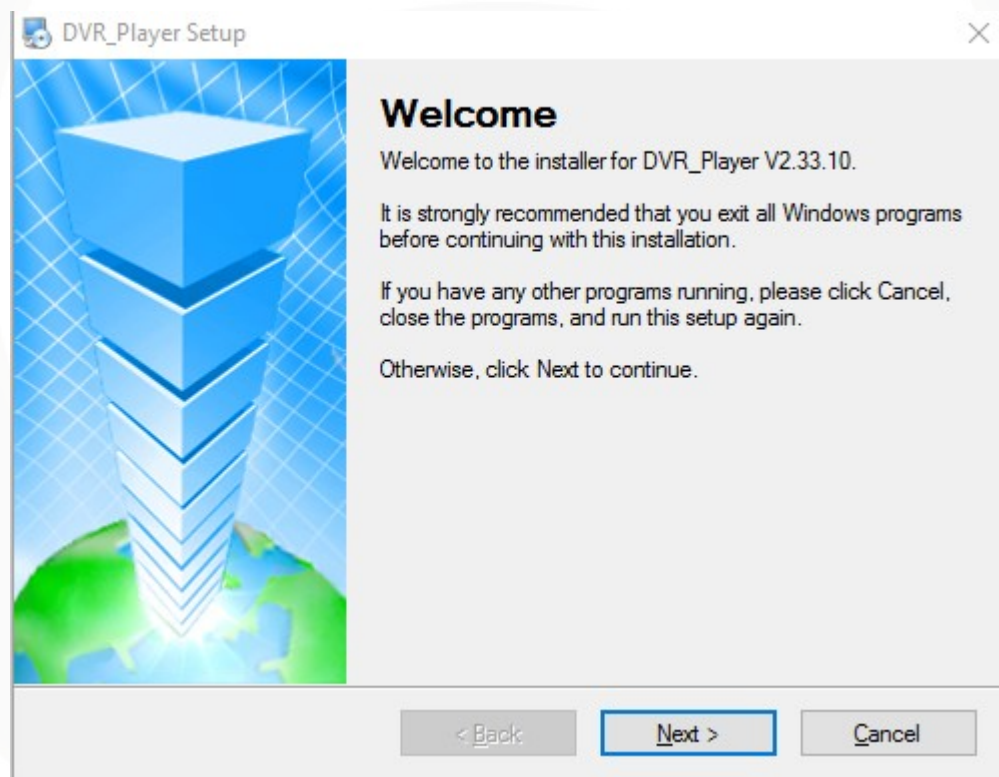 DVR_Player Setup
Welcome
Welcome to the installer for DVR_Player V2.33.10.
It is strongly recommended that you exit all Windows programs
before continuing with this installation.
If you have any other programs running, please click Cancel,
close the programs, and run this setup again.
Otherwise, click Next to continue.
< Back
Next >
Cancel